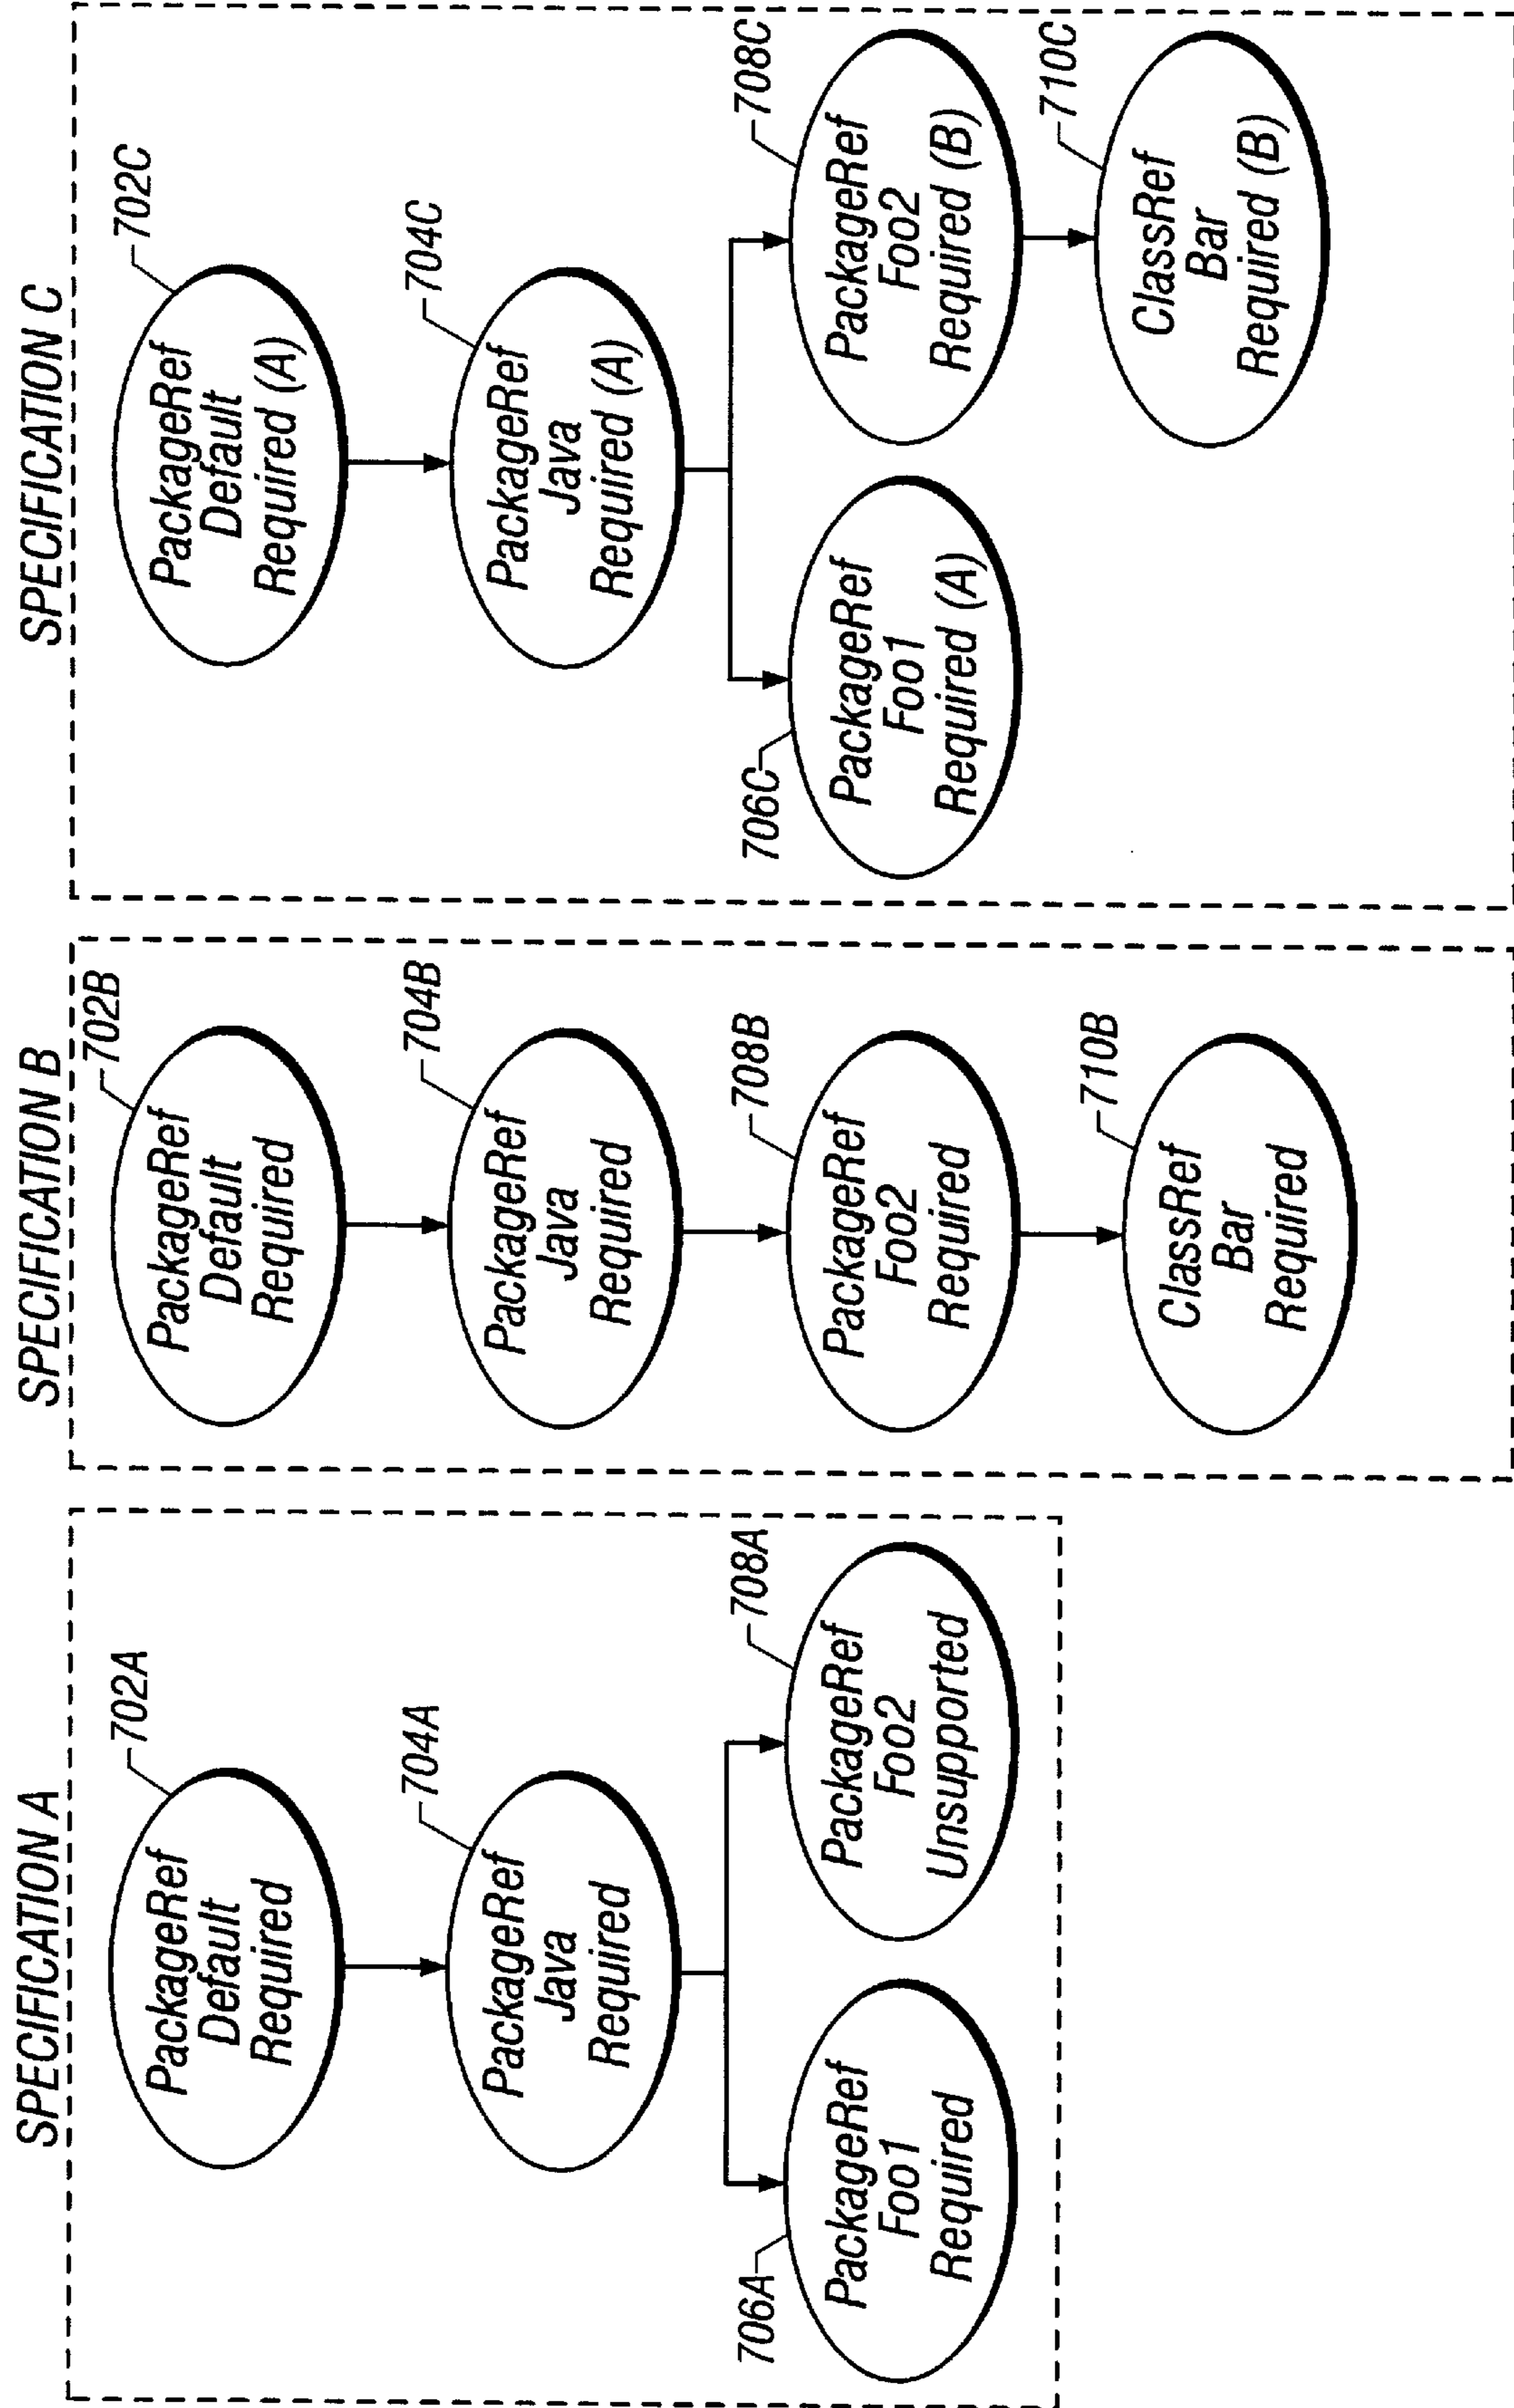 SPECIFICATION A
702A
PackageRef
Default
Required
704A
PackageRef
Java
Required
706A
PackageRef
Foo1
Required
708A
PackageRef
Foo2
Unsupported
SPECIFICATION B
702B
PackageRef
Default
Required
704B
PackageRef
Java
Required
708B
PackageRef
Foo2
Required
710B
ClassRef
Bar
Required
SPECIFICATION C
702C
PackageRef
Default
Required (A)
704C
PackageRef
Java
Required (A)
706C
PackageRef
Foo1
Required (A)
708C
PackageRef
Foo2
Required (B)
710C
ClassRef
Bar
Required (B)